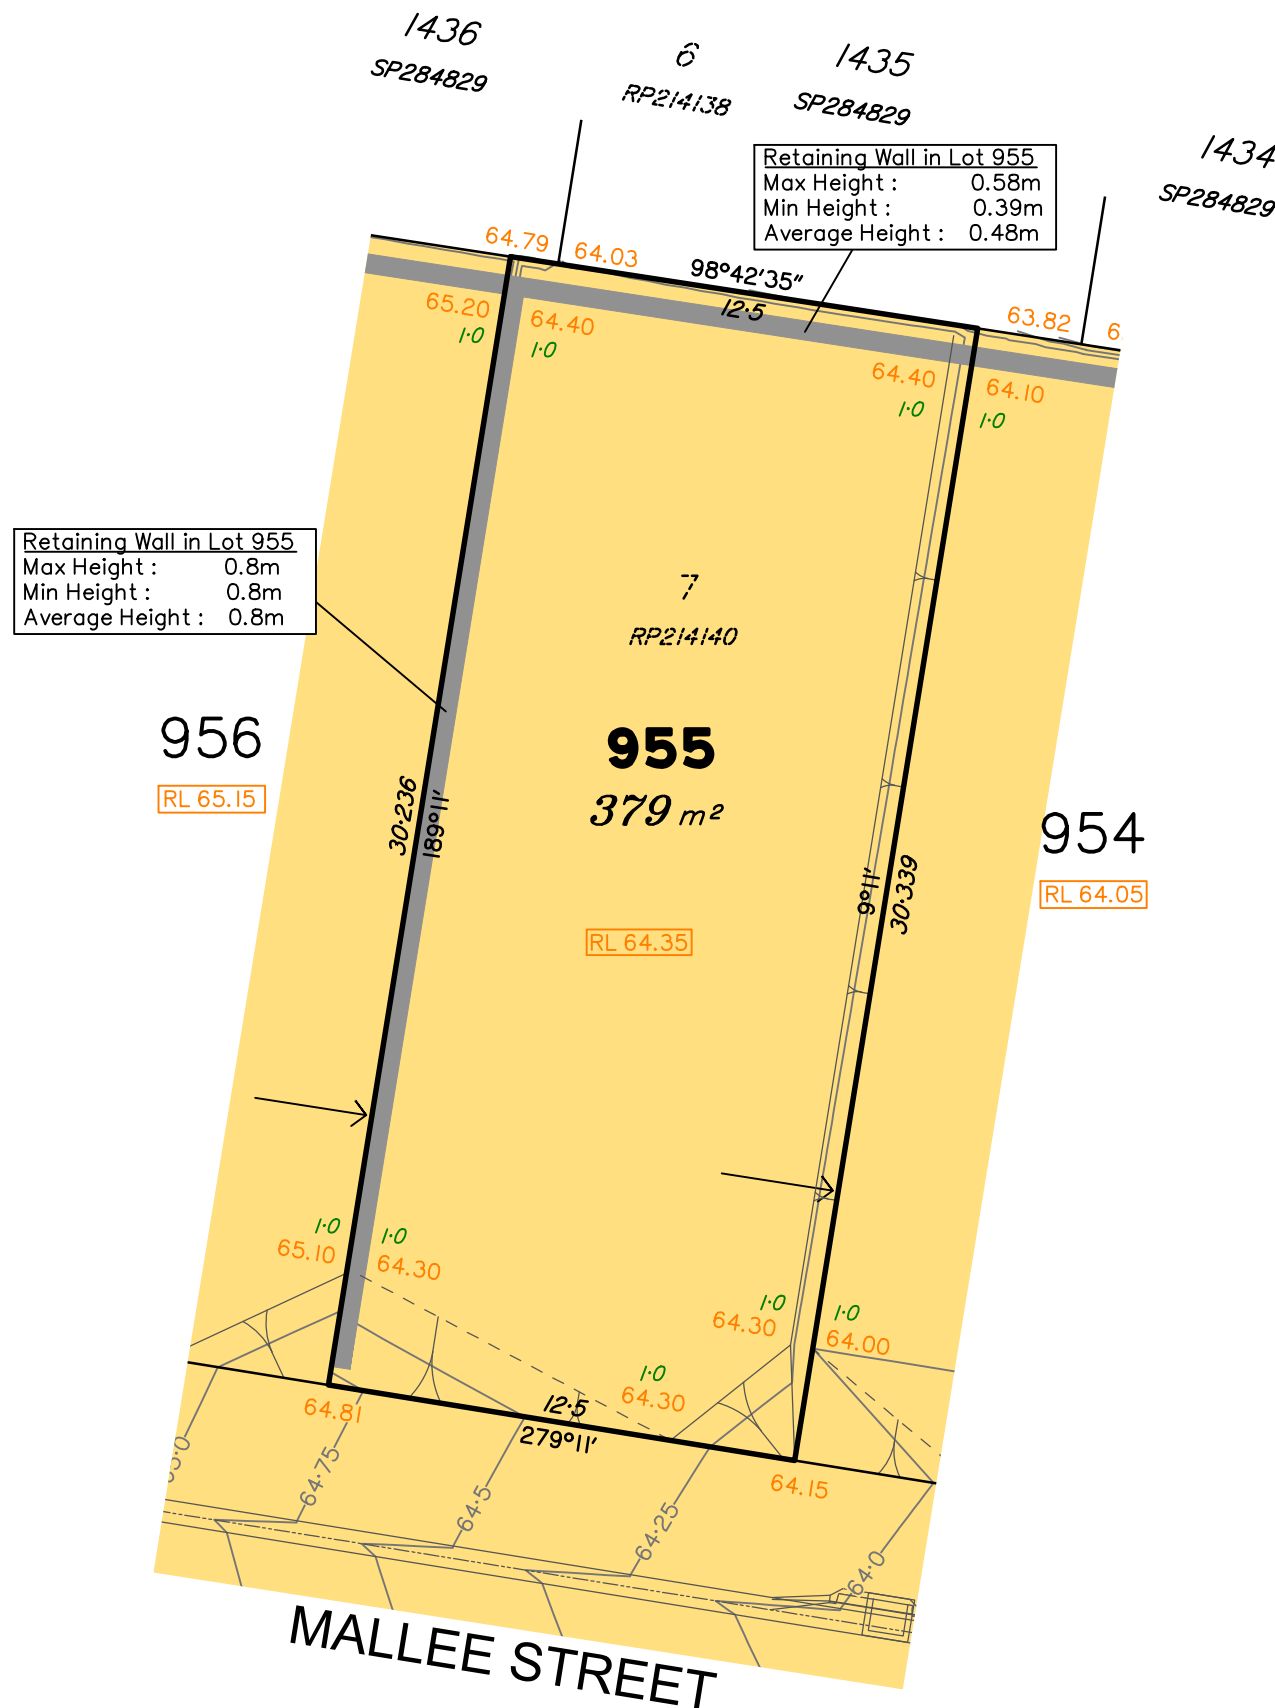 1436
SP284829
6
RP214138
1435
SP284829
1434
SP284829
Retaining Wall in Lot 955
Max Height : 0.58m
Min Height : 0.39m
Average Height : 0.48m
64.79
64.03
98°42'35"
12·5
65.20
1·0
64.40
1·0
63.82
64.40
1·0
64.10
1·0
Retaining Wall in Lot 955
Max Height : 0.8m
Min Height : 0.8m
Average Height : 0.8m
7
RP214140
956
RL 65.15
955
379 m²
30·236
189°11'
954
RL 64.05
9°11'
30·339
RL 64.35
1·0
65.10
1·0
64.30
1·0
64.30
1·0
64.00
1·0
64.30
12·5
279°11'
64.81
64.15
64·75
64·5
64·25
64·0
MALLEE STREET